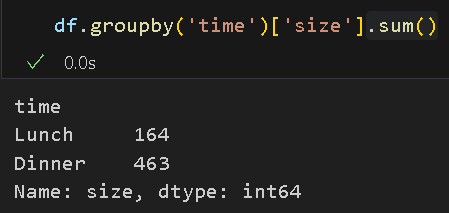 df.groupby('time')['size'].sum()
✓ 0.0s
time
Lunch     164
Dinner    463
Name: size, dtype: int64